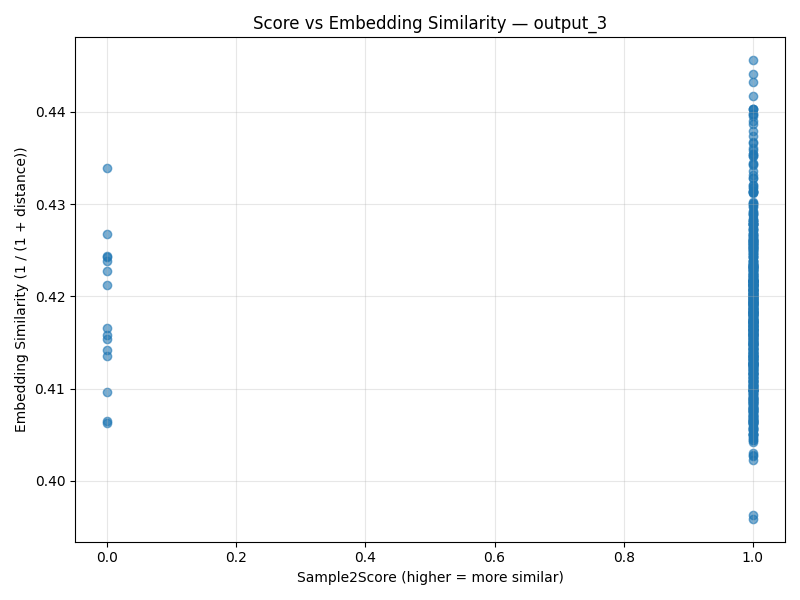 Score vs Embedding Similarity — output_3
Embedding Similarity (1 / (1 + distance))
0.44
0.43
0.42
0.41
0.40
0.0 0.2 0.4 0.6 0.8 1.0
Sample2Score (higher = more similar)